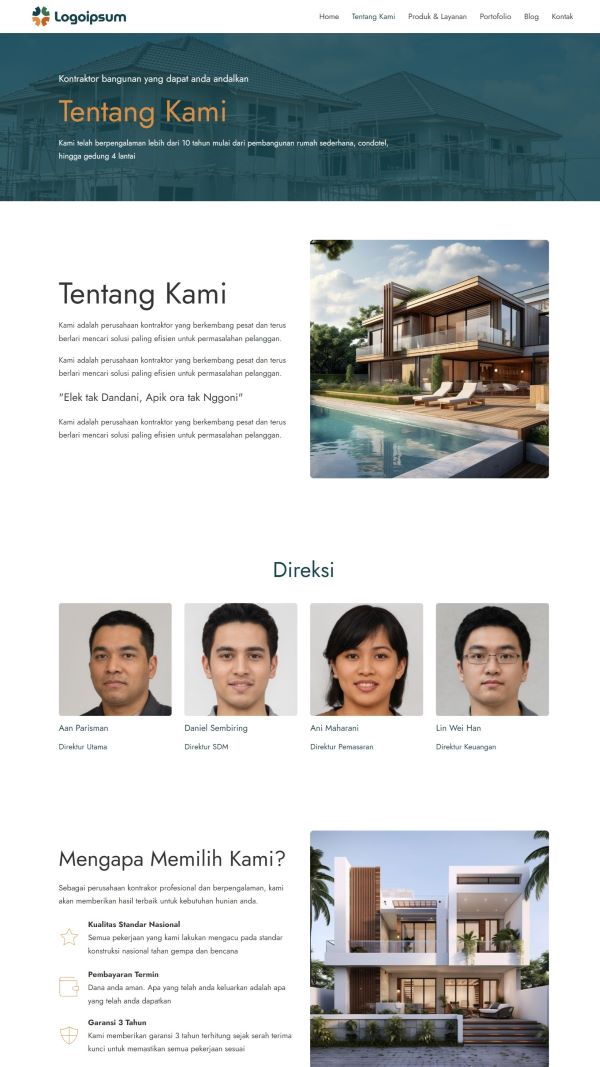 Logoipsum
Home Tentang Kami Produk & Layanan Portofolio Blog Kontak
Kontraktor bangunan yang dapat anda andalkan
Tentang Kami
Kami telah berpengalaman lebih dari 10 tahun mulai dari pembangunan rumah sederhana, condotel,
hingga gedung 4 lantai
Tentang Kami
Kami adalah perusahaan kontraktor yang berkembang pesat dan terus
berlari mencari solusi paling efisien untuk permasalahan pelanggan.
Kami adalah perusahaan kontraktor yang berkembang pesat dan terus
berlari mencari solusi paling efisien untuk permasalahan pelanggan.
"Elek tak Dandani, Apik ora tak Nggoni"
Kami adalah perusahaan kontraktor yang berkembang pesat dan terus
berlari mencari solusi paling efisien untuk permasalahan pelanggan.
Direksi
Aan Parisman
Direktur Utama
Daniel Sembiring
Direktur SDM
Ani Maharani
Direktur Pemasaran
Lin Wei Han
Direktur Keuangan
Mengapa Memilih Kami?
Sebagai perusahaan kontrakor profesional dan berpengalaman, kami
akan memberikan hasil terbaik untuk kebutuhan hunian anda.
Kualitas Standar Nasional
Semua pekerjaan yang kami lakukan mengacu pada standar
konstruksi nasional tahan gempa dan bencana
Pembayaran Termin
Dana anda aman. Apa yang telah anda keluarkan adalah apa
yang telah anda dapatkan
Garansi 3 Tahun
Kami memberikan garansi 3 tahun terhitung sejak serah terima
kunci untuk memastikan semua pekerjaan sesuai